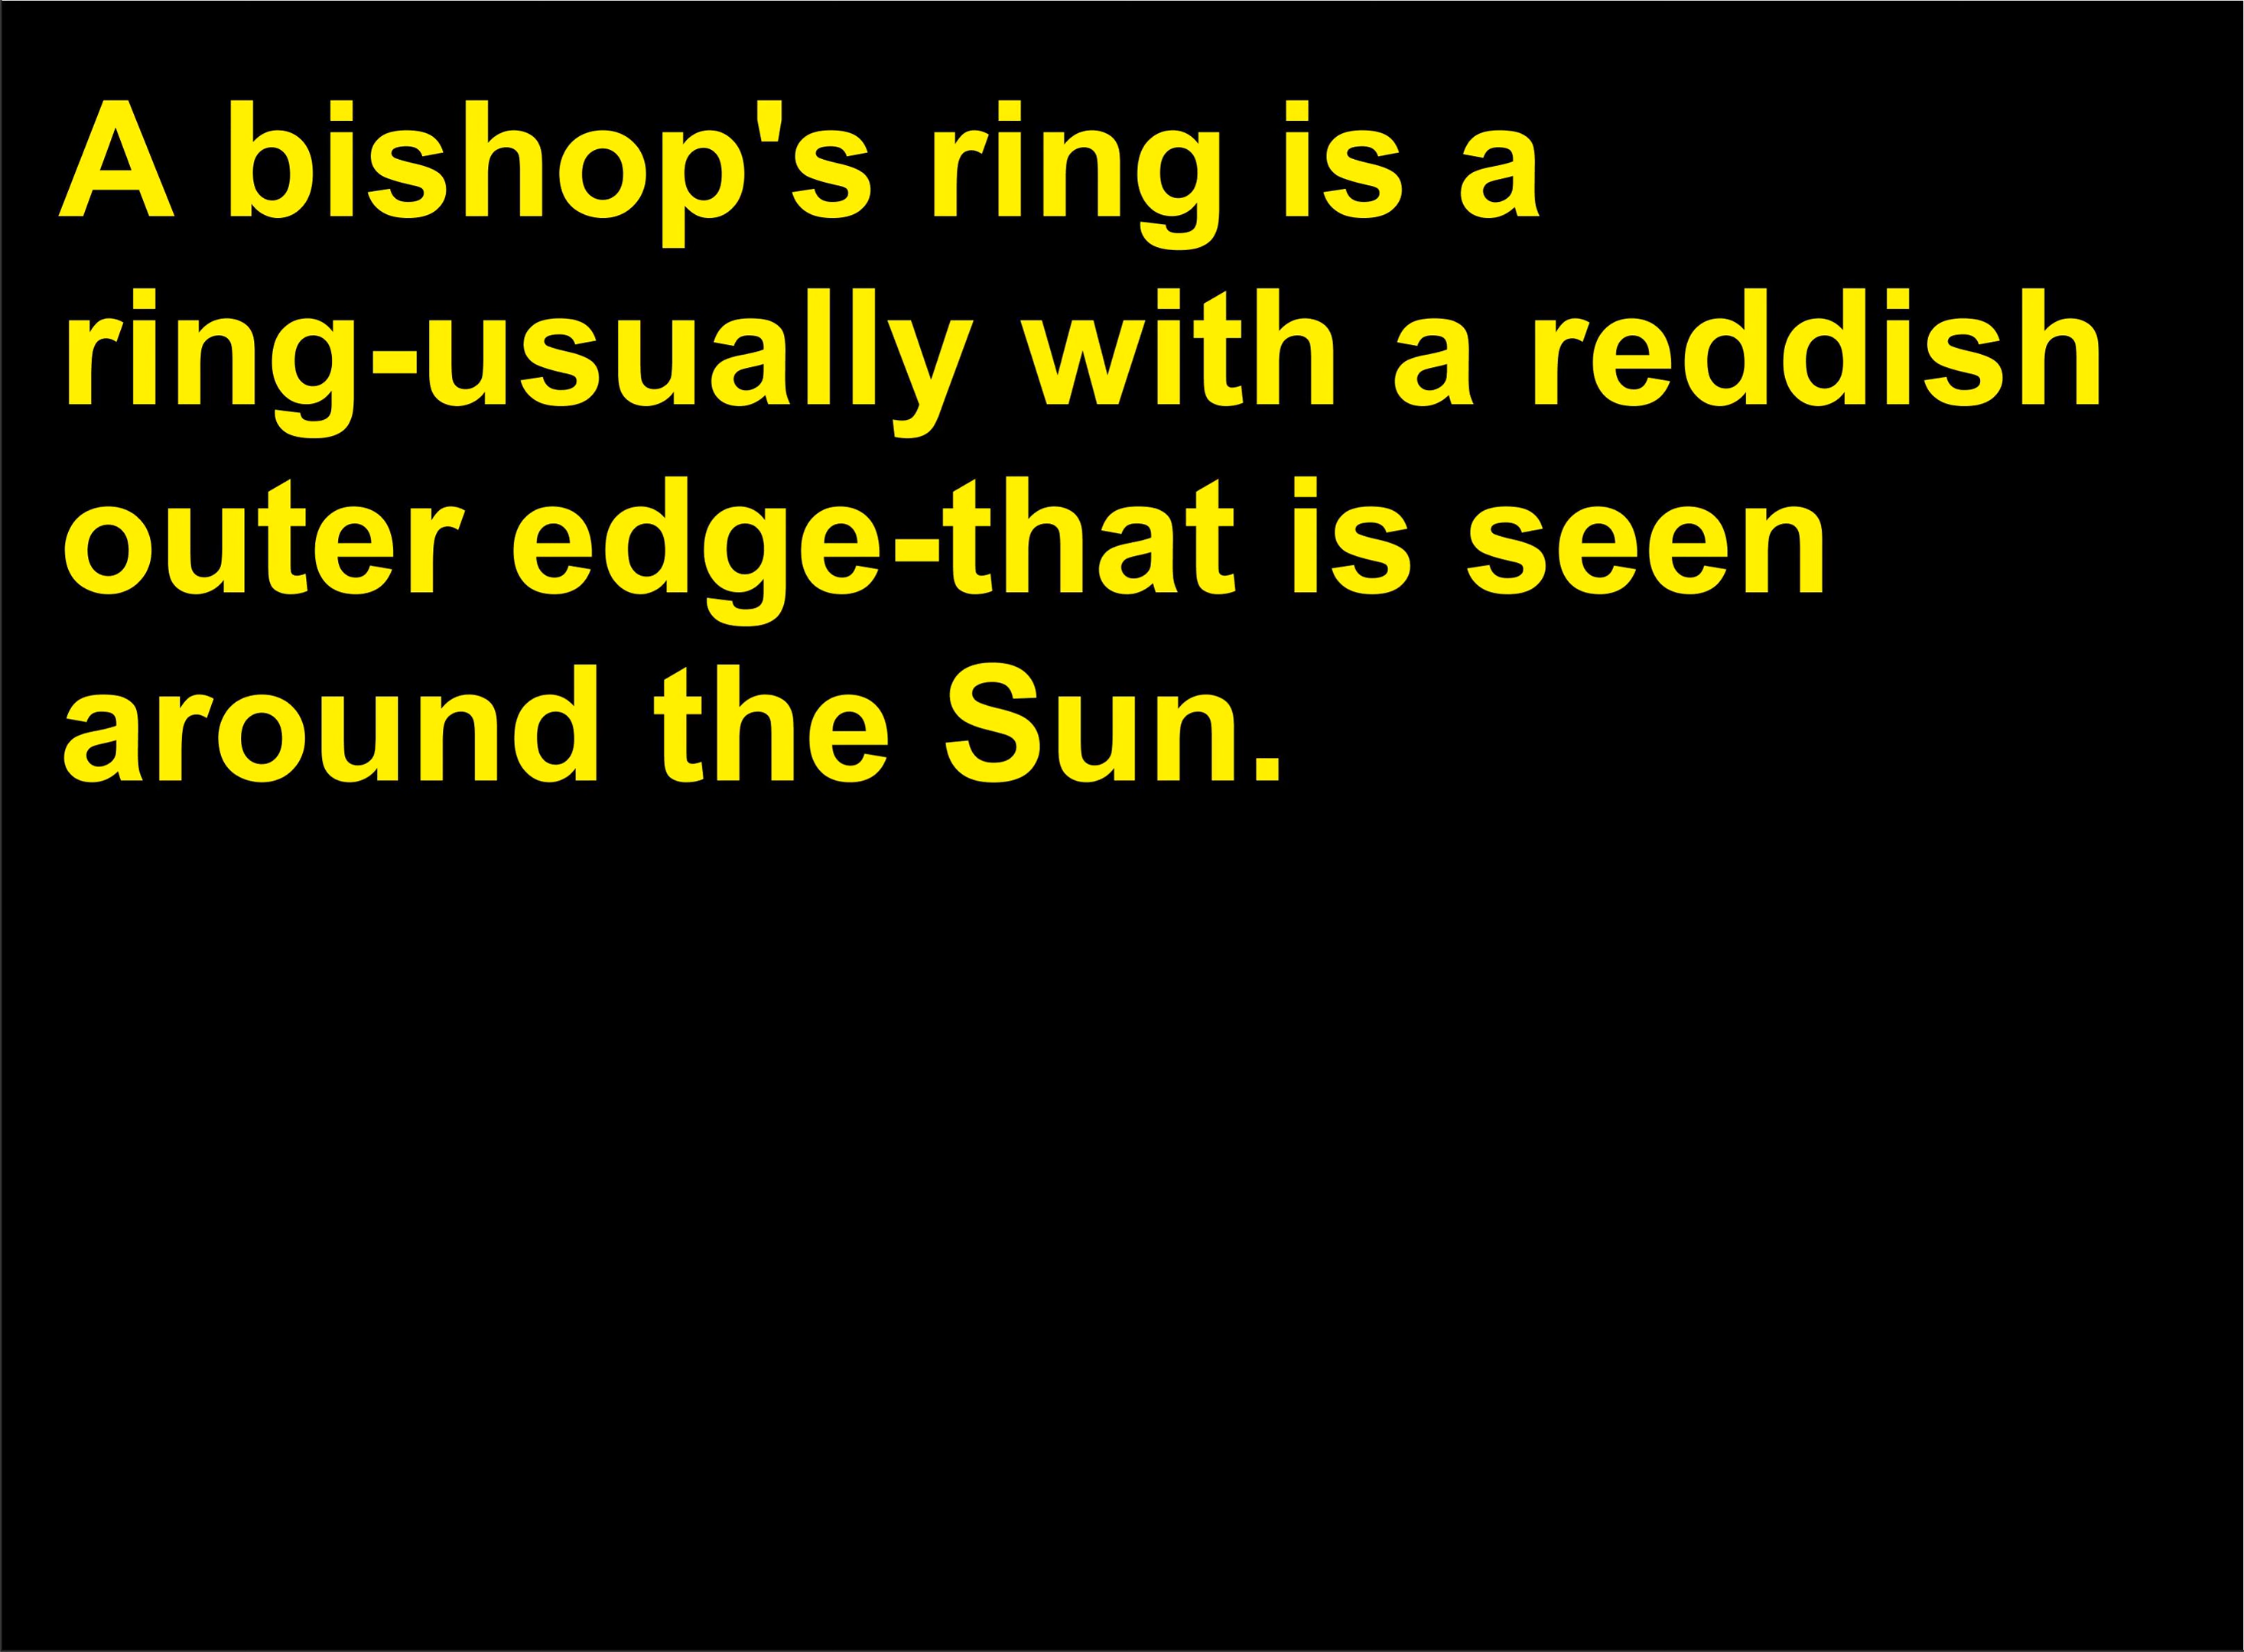 A bishop's ring is a
ring-usually with a reddish
outer edge-that is seen
around the Sun.